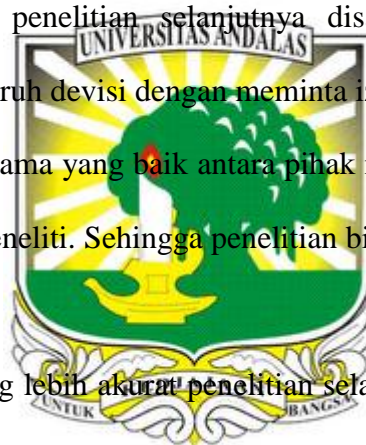 penelitian selanjutnya dis
UNIVERSITAS ANDALAS
ruh devisi dengan meminta i
ama yang baik antara pihak
eneliti. Sehingga penelitian bi
g lebih akurat penelitian sela
UNTUK BANGSA